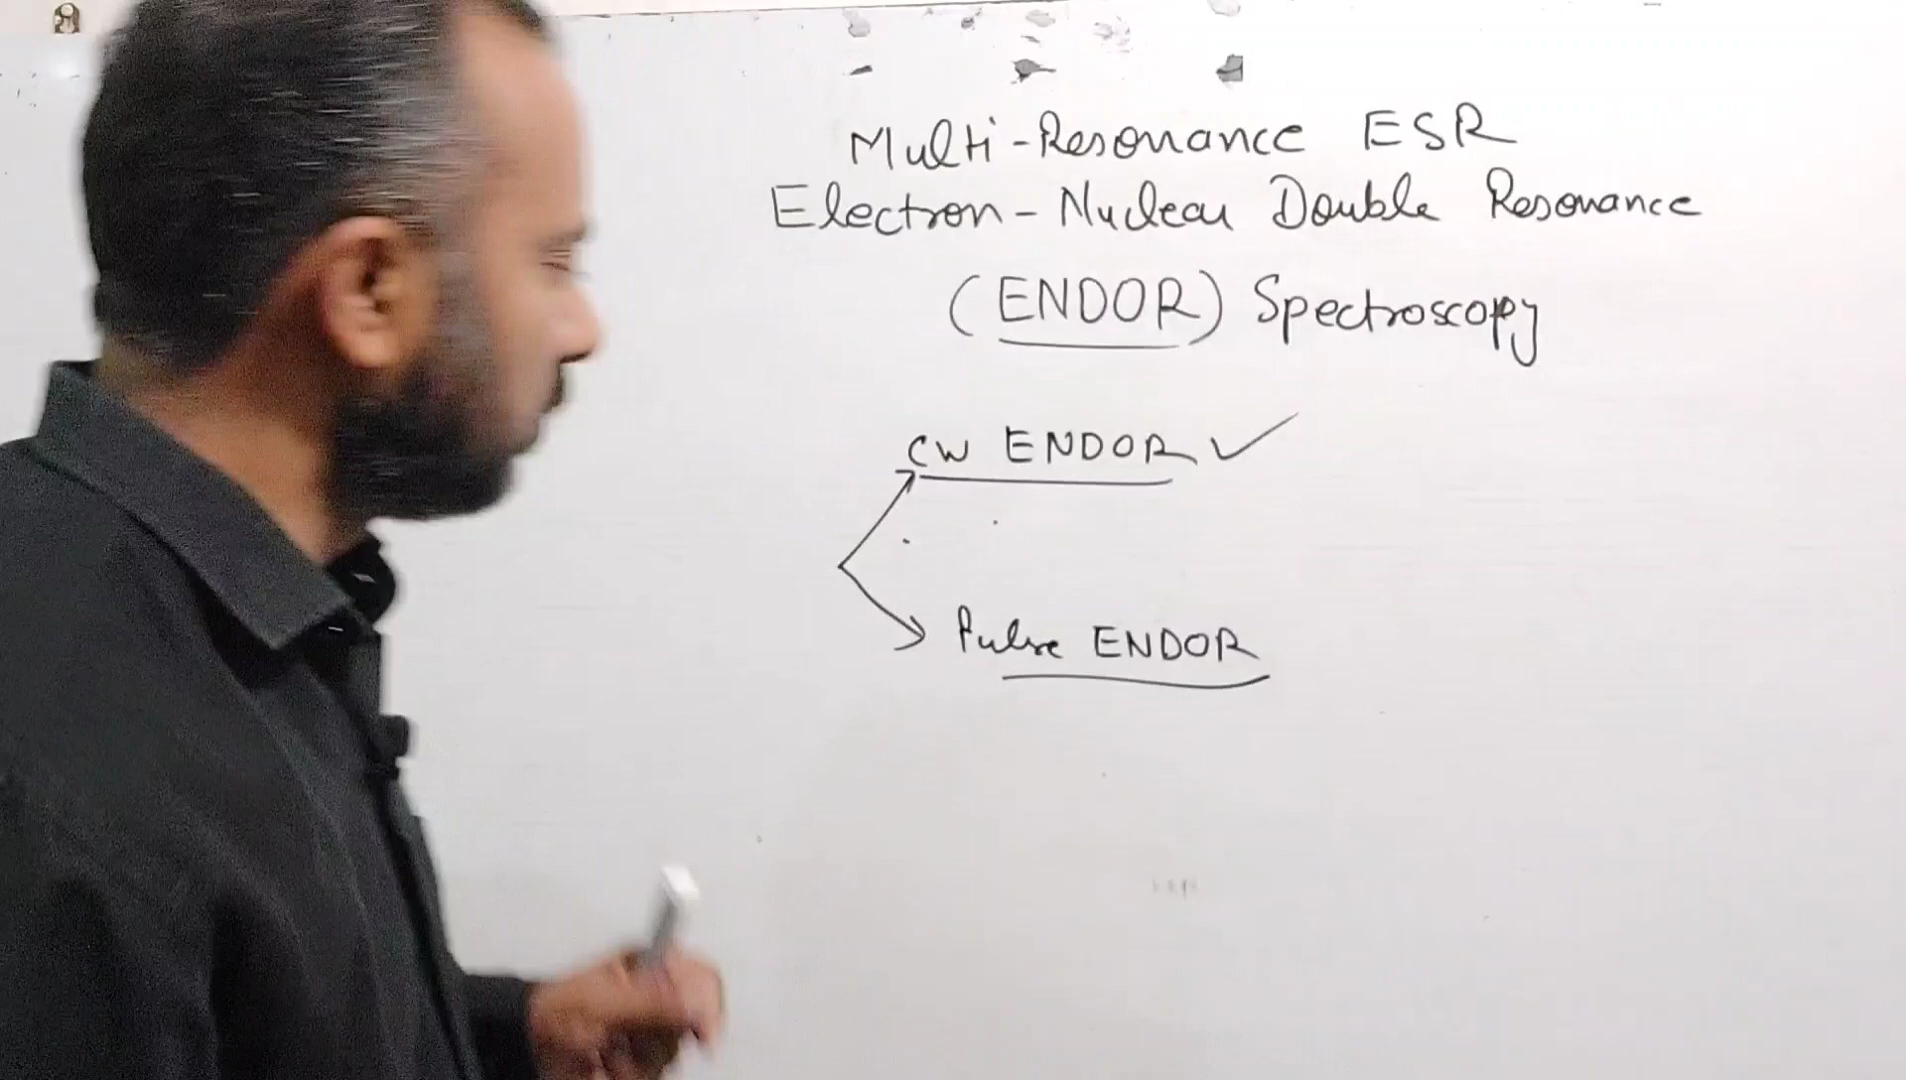 Multi-Resonance ESR
Electron-Nuclear Double Resonance
(ENDOR) Spectroscopy
CW ENDOR ✓
Pulse ENDOR